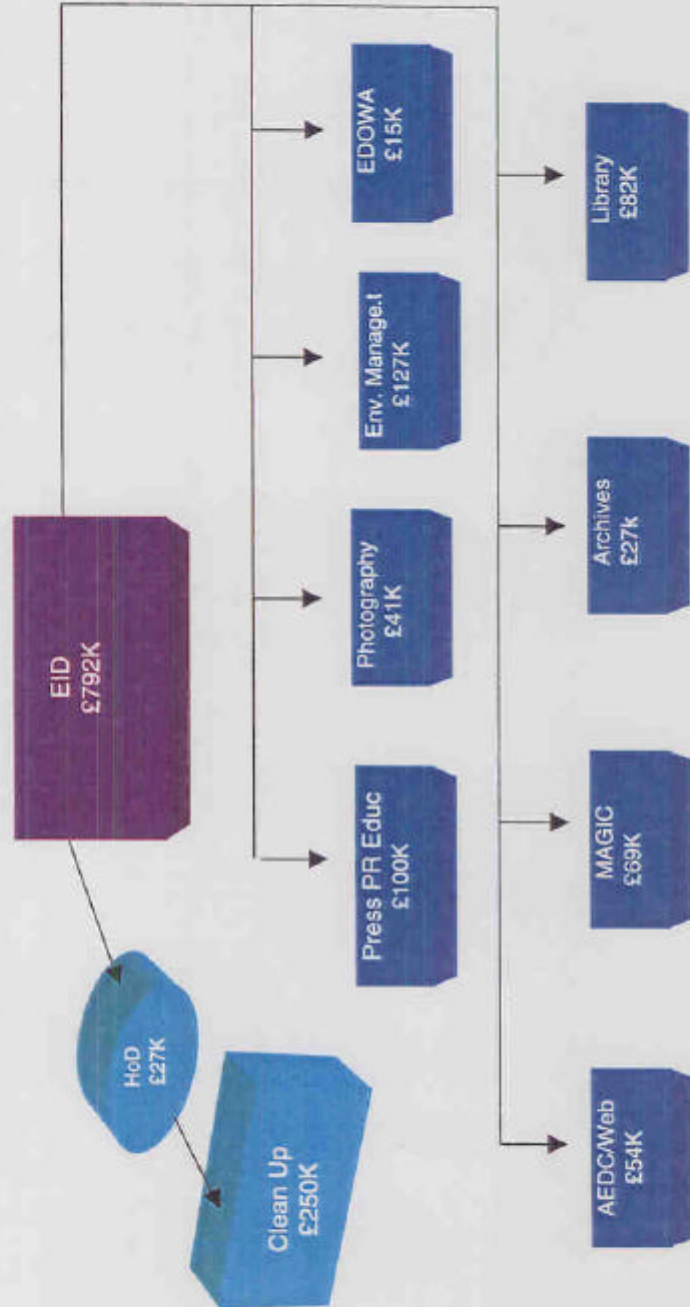 EID
£792K
HoD
£27K
Clean Up
£250K
Press PR Educ
£100K
Photography
£41K
Env. Manage.t
£127K
EDOWA
£15K
AEDC/Web
£54K
MAGIC
£69K
Archives
£27k
Library
£82K